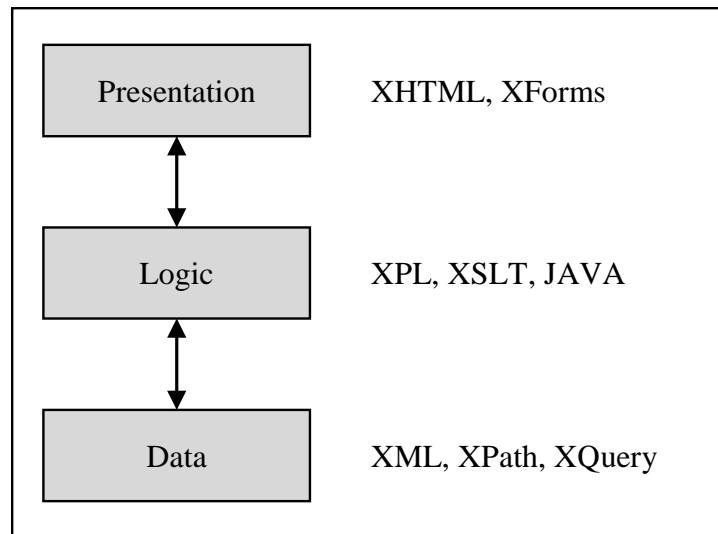 Presentation XHTML, XForms
Logic XPL, XSLT, JAVA
Data XML, XPath, XQuery